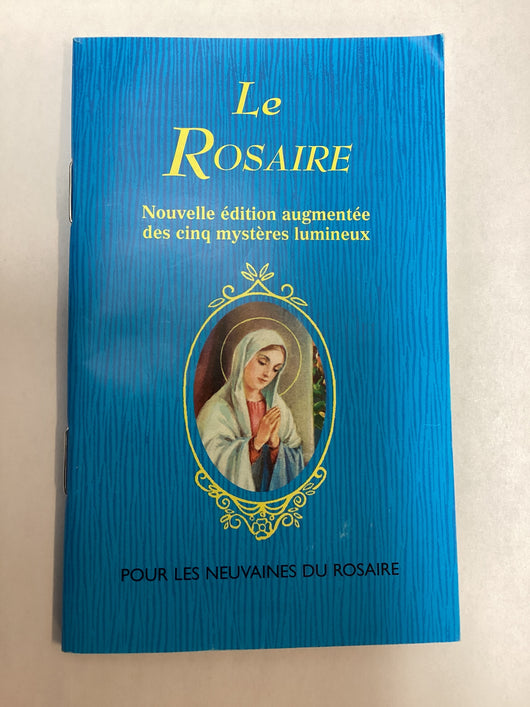 Le
ROSAIRE
Nouvelle édition augmentée
des cinq mystères lumineux
POUR LES NEUVAINES DU ROSAIRE